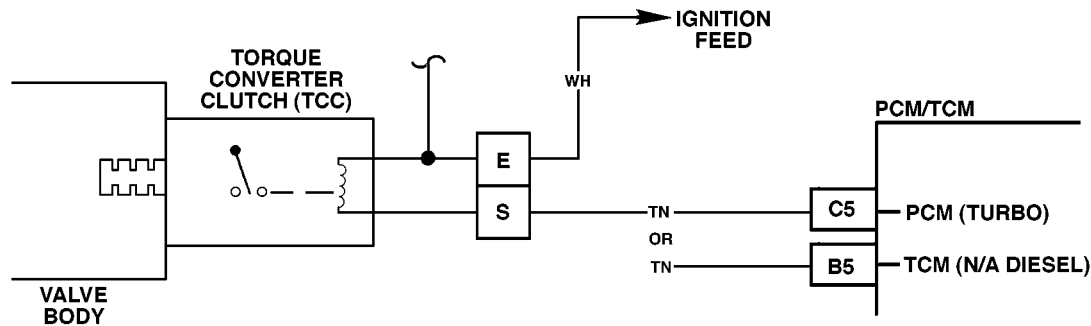 IGNITION
FEED
TORQUE
CONVERTER
CLUTCH (TCC)
WH
PCM/TCM
E
S
TN
C5
PCM (TURBO)
OR
TN
B5
TCM (N/A DIESEL)
VALVE
BODY